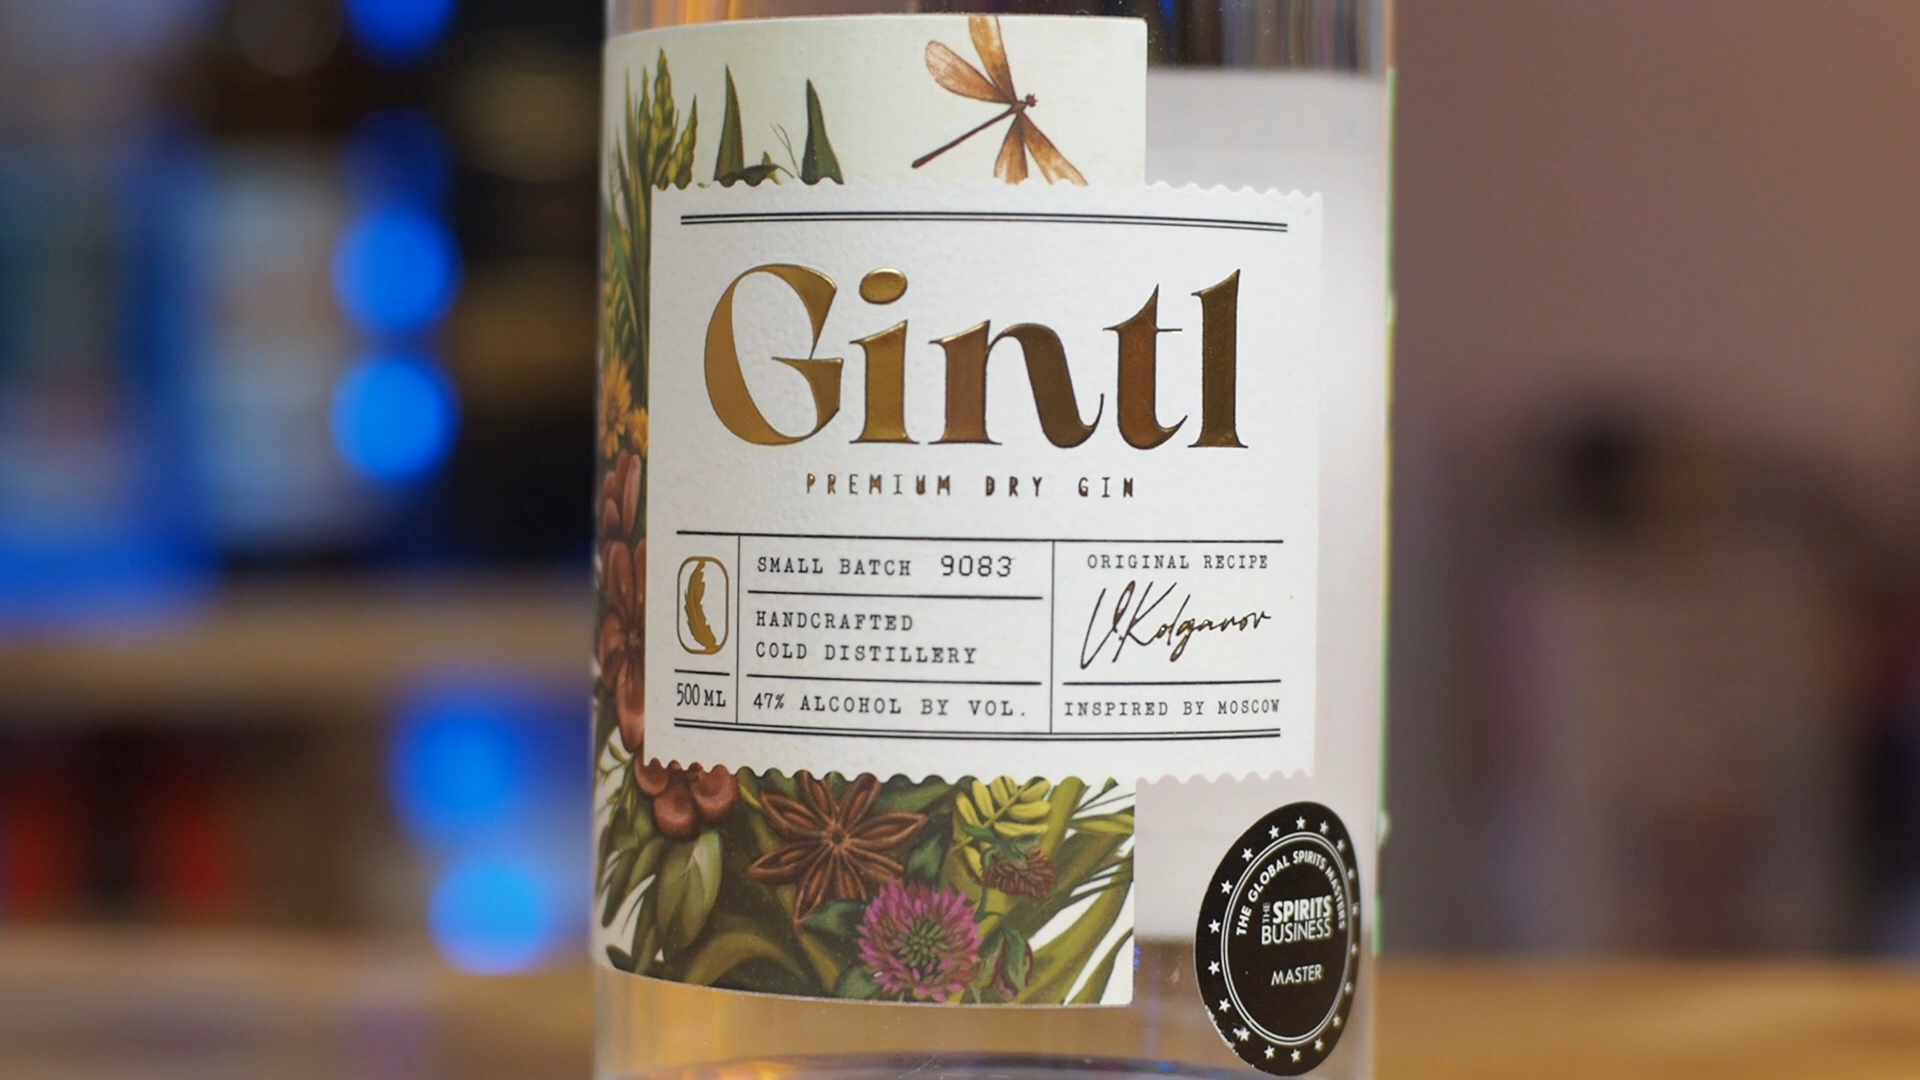 Gintl
PREMIUM DRY GIN
SMALL BATCH 9083
HANDCRAFTED
COLD DISTILLERY
500 ML
47% ALCOHOL BY VOL.
ORIGINAL RECIPE
V.Kolganov
INSPIRED BY MOSCOW
THE GLOBAL SPIRITS MASTERS
THE SPIRITS
BUSINESS
MASTER